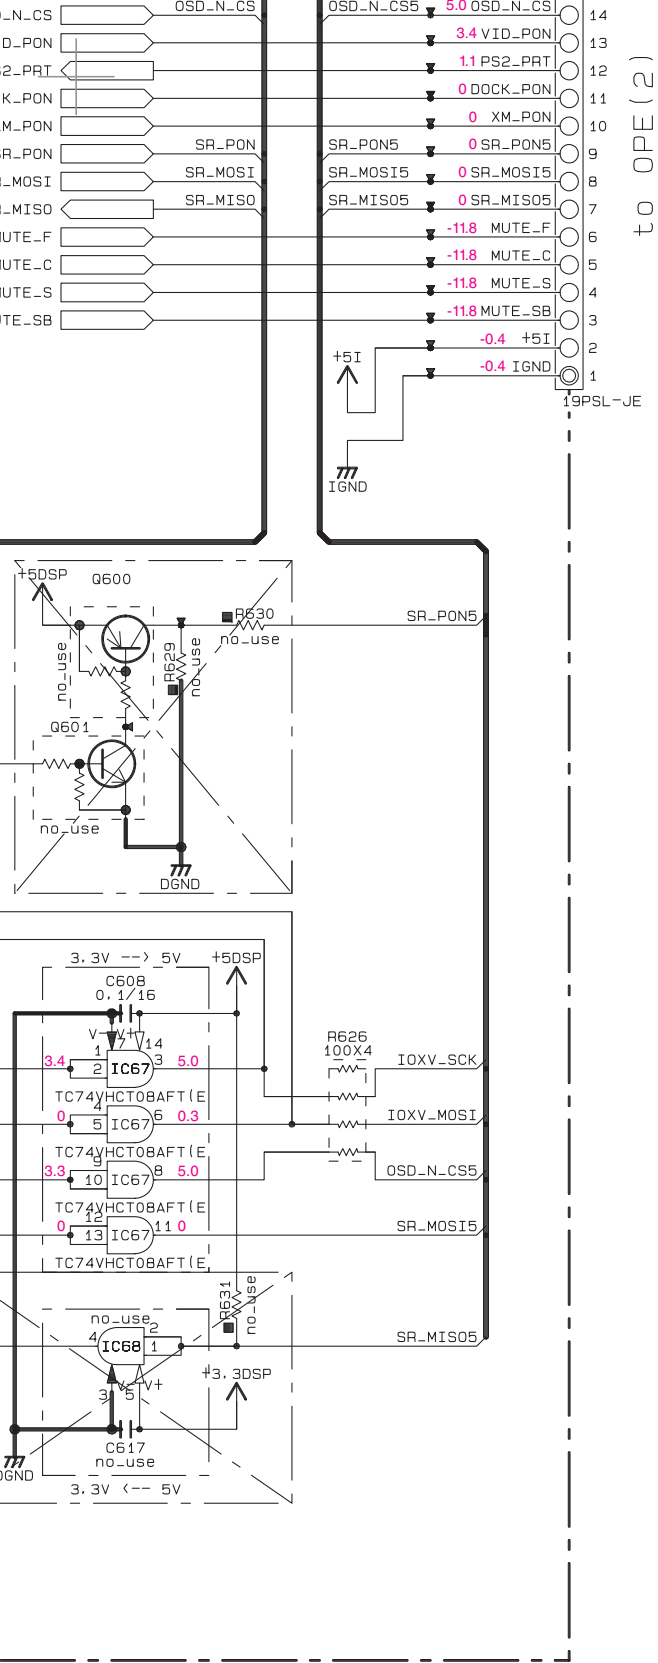 OSD_N_CS OSD_N_CS5 5.0 OSD_N_CS 14
D_N_CS
D_PON 3.4 VID_PON 13
S2_PRT 1.1 PS2_PRT 12
K_PON 0 DOCK_PON 11
M_PON 0 XM_PON 10
R_PON SR_PON SR_PON5 0 SR_PON5 9
_MOSI SR_MOSI SR_MOSI5 0 SR_MOSI5 8
_MISO SR_MISO SR_MISO5 0 SR_MISO5 7
MUTE_F -11.8 MUTE_F 6
MUTE_C -11.8 MUTE_C 5
MUTE_S -11.8 MUTE_S 4
UTE_SB -11.8 MUTE_SB 3
-0.4 +5I 2
+5I
-0.4 IGND 1
19PSL-JE
to OPE(2)
IGND
+5DSP Q600
R630
no_use
SR_PON5
no_use
R629
no_use
Q601
no_use
DGND
3.3V --> 5V +5DSP
C608
0.1/16
V- V+
14
3.4 1 2 IC67 3 5.0
TC74VHCT08AFT(E
0 4 5 IC67 6 0.3
TC74VHCT08AFT(E
3.3 9 10 IC67 8 5.0
TC74VHCT08AFT(E
0 12 13 IC67 11 0
TC74VHCT08AFT(E
R626
100X4
IOXV_SCK
IOXV_MOSI
OSD_N_CS5
SR_MOSI5
R631
no_use
no_use
4 IC68 2 1
SR_MISO5
+3.3DSP
3 V- 5 V+
C617
no_use
DGND
3.3V <-- 5V